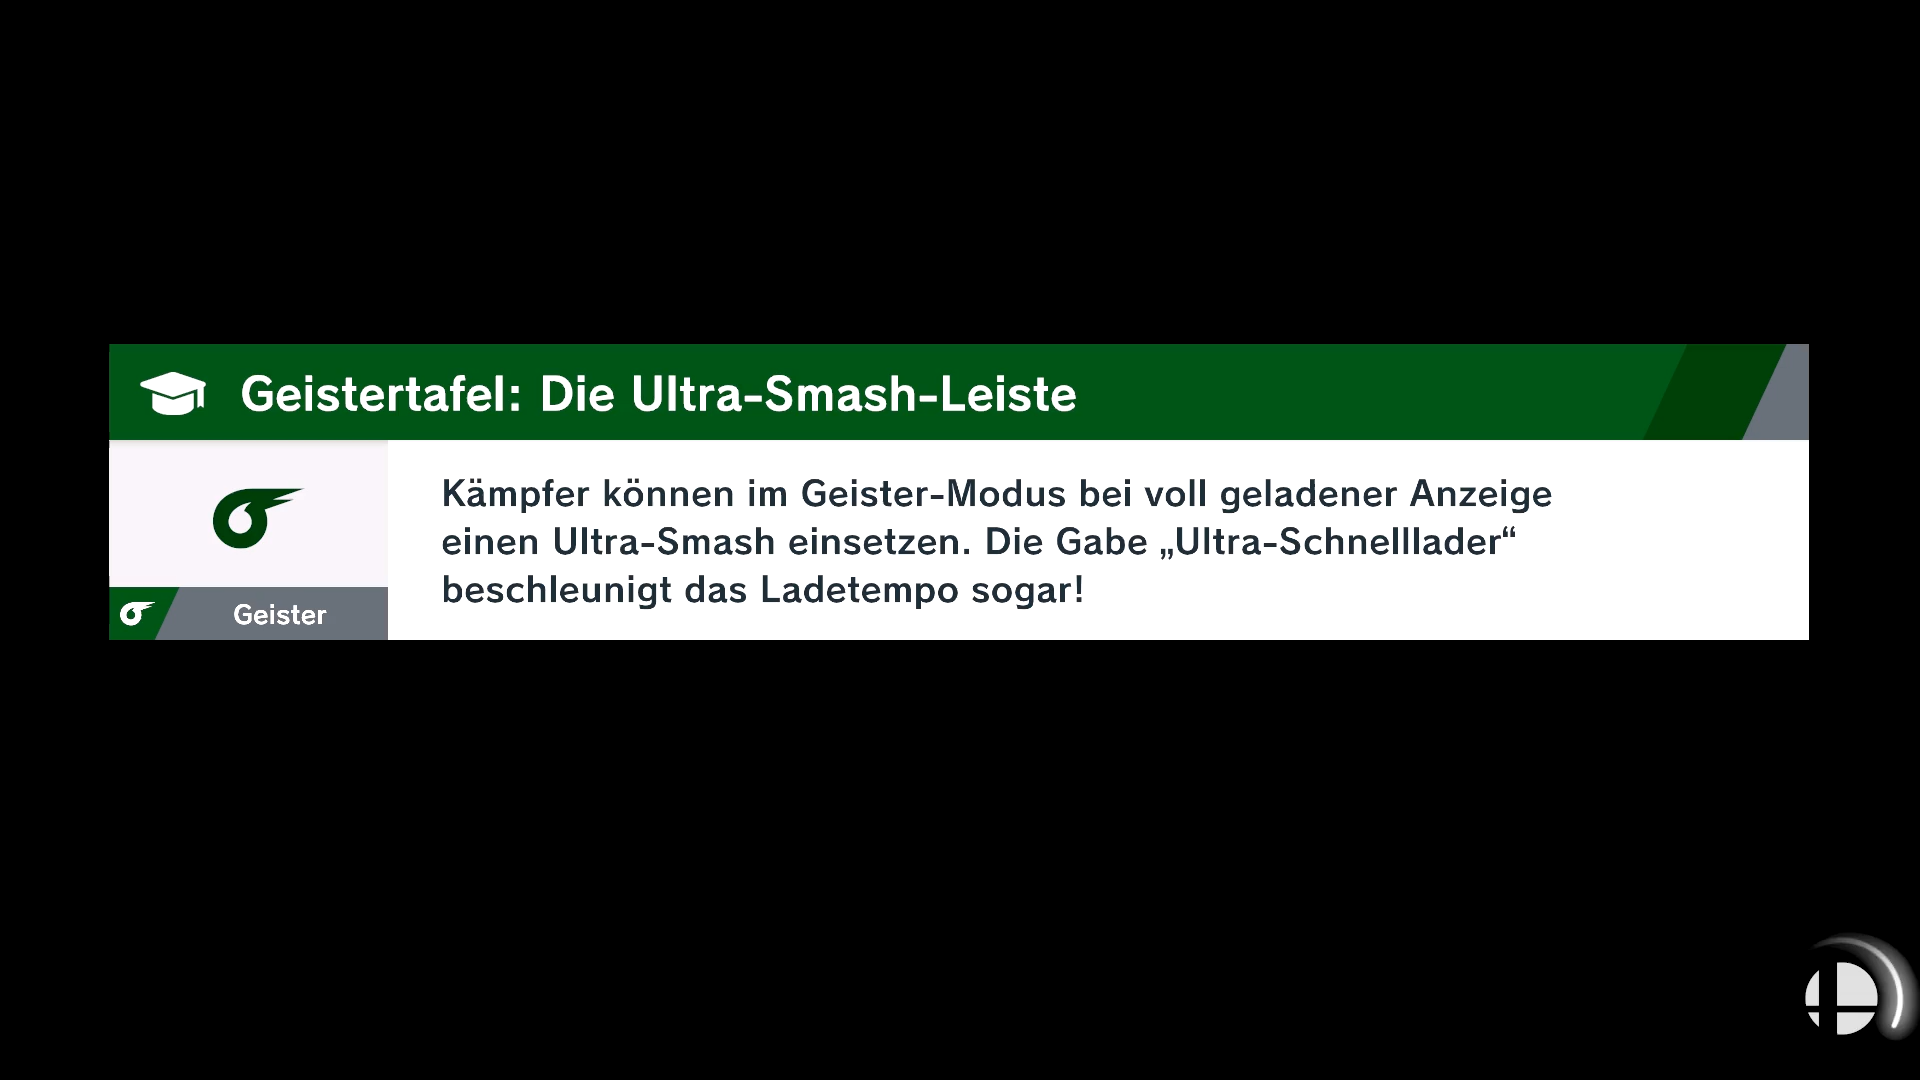 Geistertafel: Die Ultra-Smash-Leiste
Kämpfer können im Geister-Modus bei voll geladener Anzeige
einen Ultra-Smash einsetzen. Die Gabe „Ultra-Schnelllader“
beschleunigt das Ladetempo sogar!
Geister